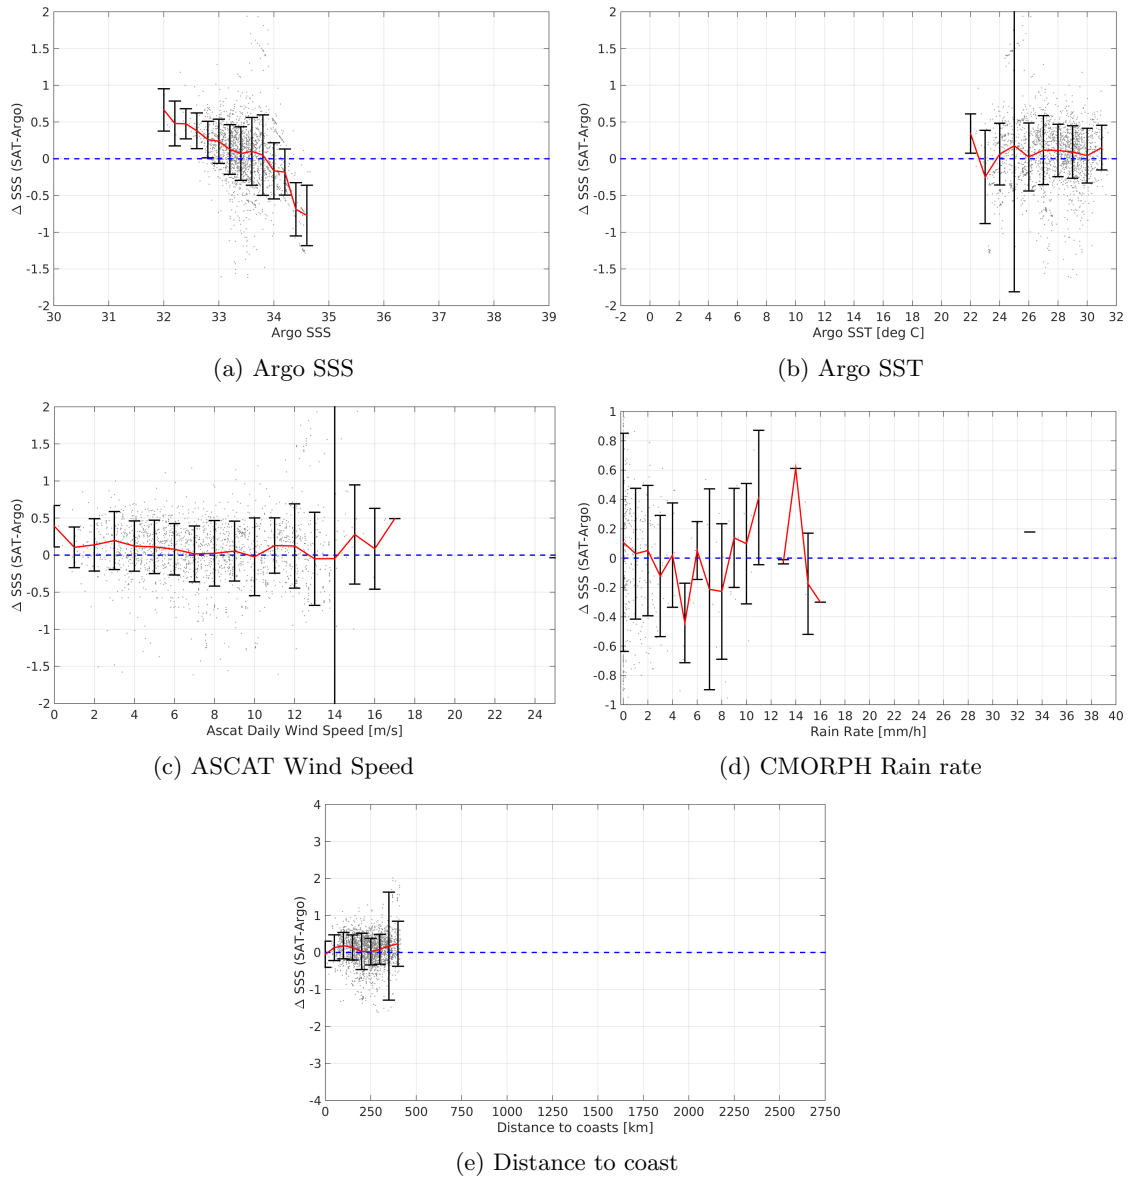 2
1.5
1
0.5
0
-0.5
-1
-1.5
-2
Δ SSS (SAT-Argo)
30 31 32 33 34 35 36 37 38 39
Argo SSS
(a) Argo SSS
2
1.5
1
0.5
0
-0.5
-1
-1.5
-2
Δ SSS (SAT-Argo)
-2 0 2 4 6 8 10 12 14 16 18 20 22 24 26 28 30 32
Argo SST [deg C]
(b) Argo SST
2
1.5
1
0.5
0
-0.5
-1
-1.5
-2
Δ SSS (SAT-Argo)
0 2 4 6 8 10 12 14 16 18 20 22 24
Ascat Daily Wind Speed [m/s]
(c) ASCAT Wind Speed
1
0.8
0.6
0.4
0.2
0
-0.2
-0.4
-0.6
-0.8
-1
Δ SSS (SAT-Argo)
0 2 4 6 8 10 12 14 16 18 20 22 24 26 28 30 32 34 36 38 40
Rain Rate [mm/h]
(d) CMORPH Rain rate
4
3
2
1
0
-1
-2
-3
-4
Δ SSS (SAT-Argo)
0 250 500 750 1000 1250 1500 1750 2000 2250 2500 2750
Distance to coasts [km]
(e) Distance to coast